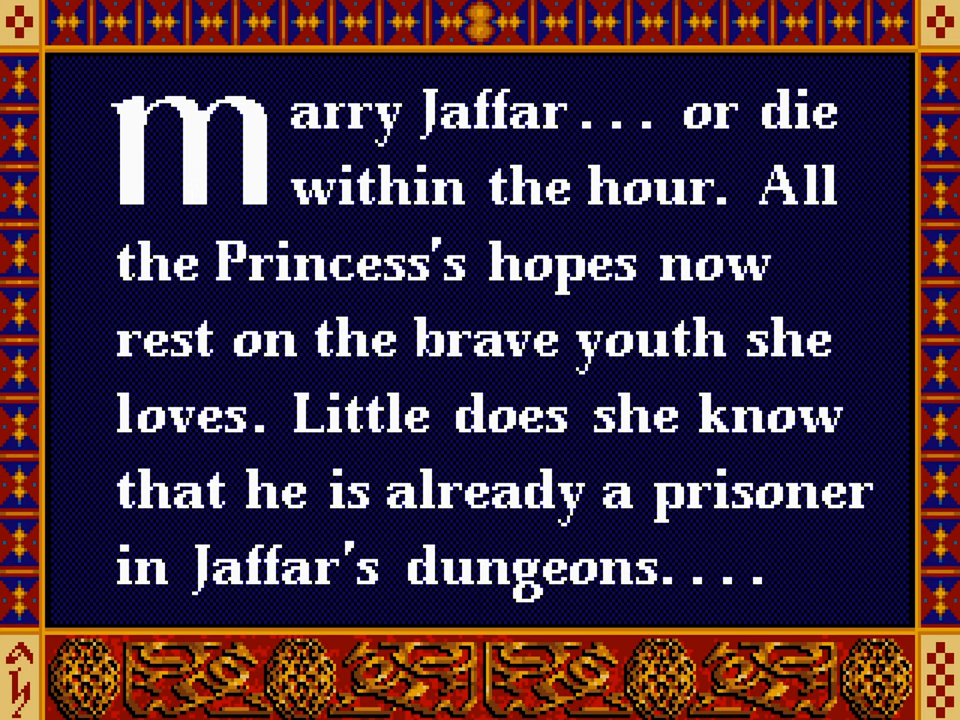 Marry Jaffar . . . or die
within the hour. All
the Princess's hopes now
rest on the brave youth she
loves. Little does she know
that he is already a prisoner
in Jaffar's dungeons. . . .